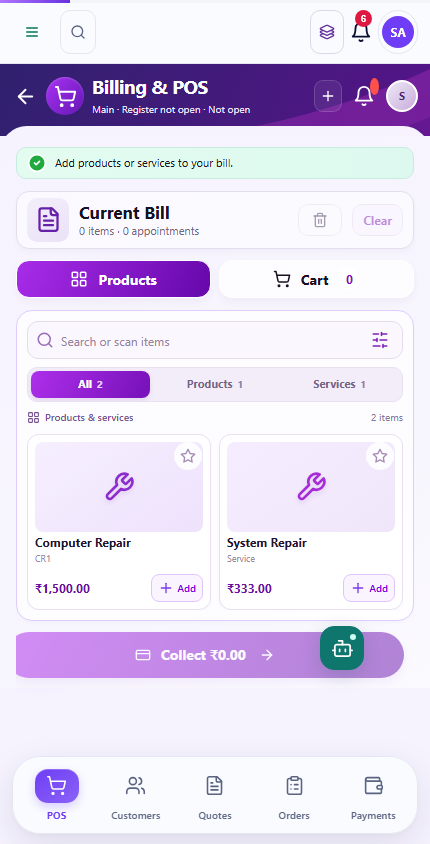 6
SA
Billing & POS
Main · Register not open · Not open
S
Add products or services to your bill.
Current Bill
0 items · 0 appointments
Clear
Products
Cart 0
Search or scan items
All 2
Products 1
Services 1
Products & services
2 items
Computer Repair
CR1
₹1,500.00
Add
System Repair
Service
₹333.00
Add
Collect ₹0.00
POS
Customers
Quotes
Orders
Payments